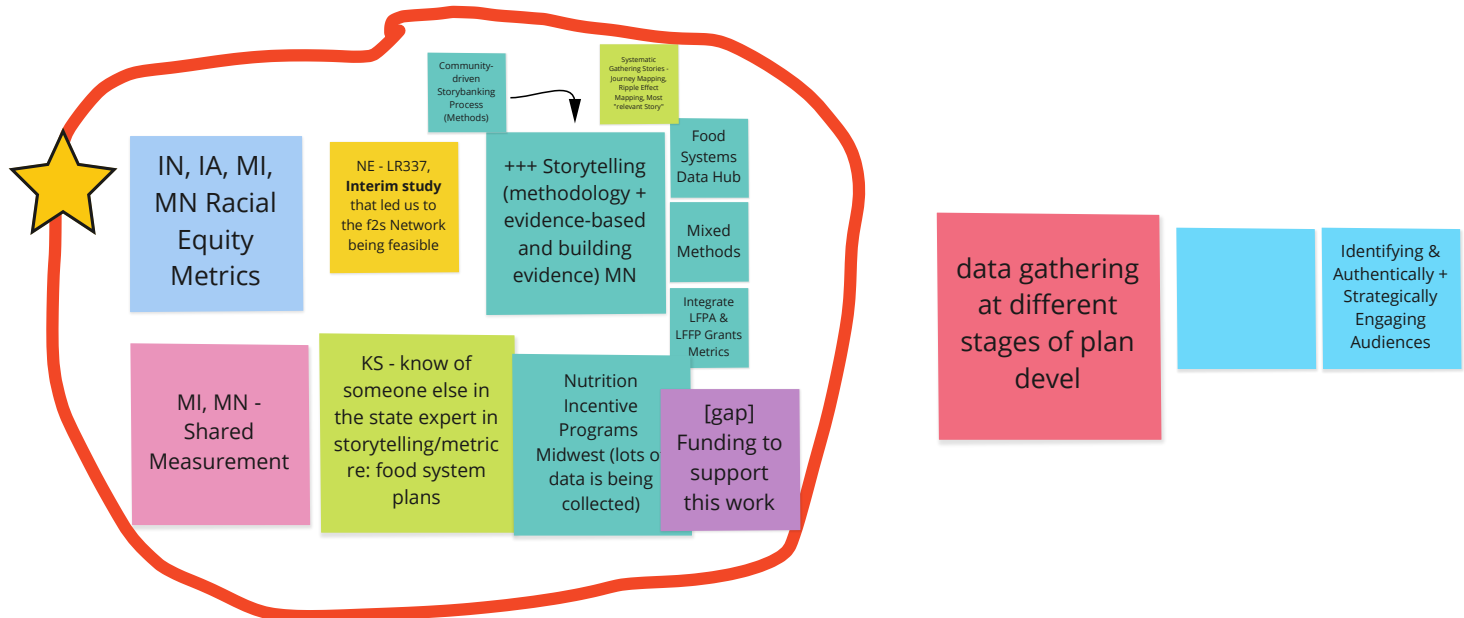 Community-
driven
Storybanking
Process
(Methods)
Systematic
Gathering Stories -
Journey Mapping,
Ripple Effect
Mapping, Most
"relevant Story"
IN, IA, MI,
MN Racial
Equity
Metrics
NE - LR337,
Interim study
that led us to
the f2s Network
being feasible
+++ Storytelling
(methodology +
evidence-based
and building
evidence) MN
Food
Systems
Data Hub
Mixed
Methods
Integrate
LFPA &
LFFP Grants
Metrics
MI, MN -
Shared
Measurement
KS - know of
someone else in
the state expert in
storytelling/metric
re: food system
plans
Nutrition
Incentive
Programs
Midwest (lots o
data is being
collected)
[gap]
Funding to
support
this work
data gathering
at different
stages of plan
devel
Identifying &
Authentically +
Strategically
Engaging
Audiences